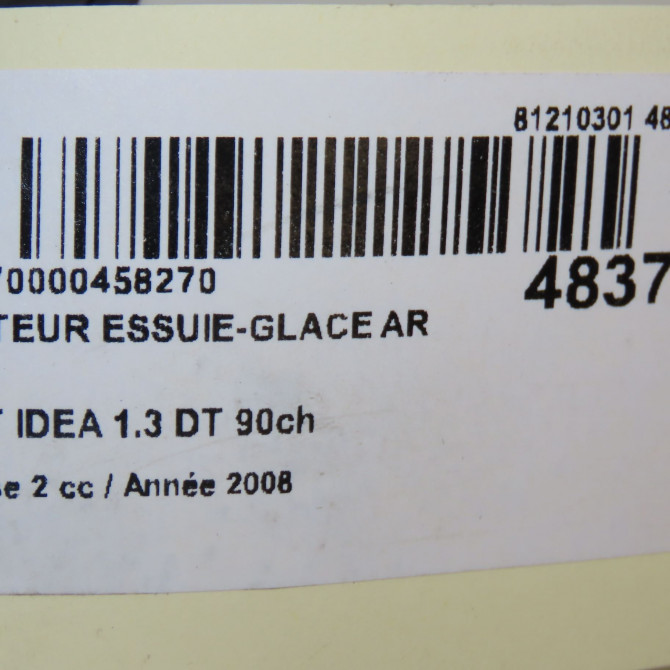 81210301 48
70000458270
4837
TEUR ESSUIE-GLACE AR
T IDEA 1.3 DT 90ch
se 2 cc / Année 2008